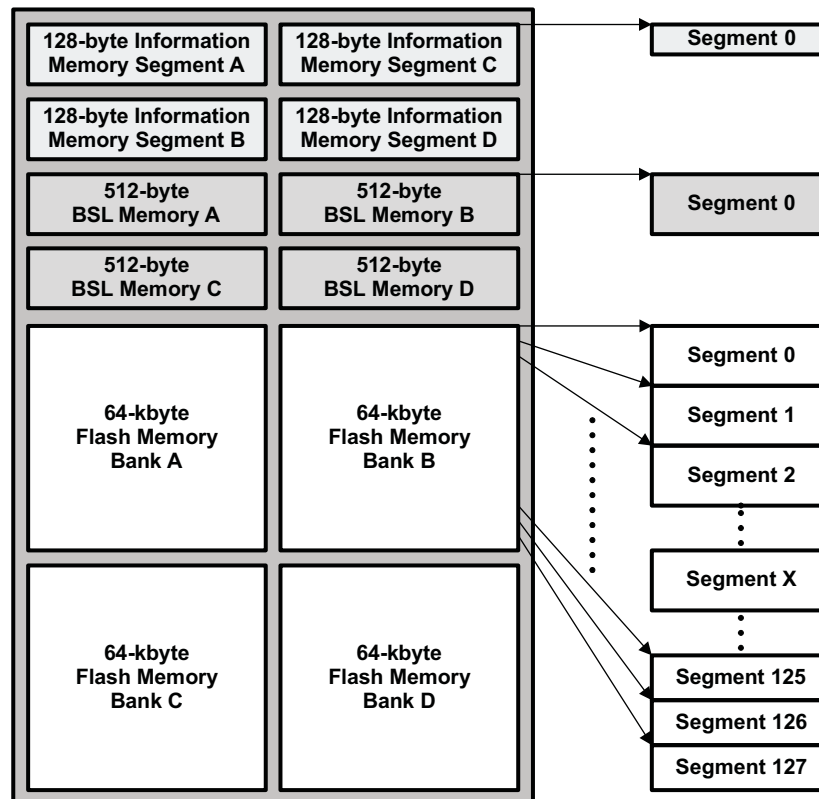 128-byte Information
Memory Segment A
128-byte Information
Memory Segment C
Segment 0
128-byte Information
Memory Segment B
128-byte Information
Memory Segment D
512-byte
BSL Memory A
512-byte
BSL Memory B
Segment 0
512-byte
BSL Memory C
512-byte
BSL Memory D
64-kbyte
Flash Memory
Bank A
64-kbyte
Flash Memory
Bank B
Segment 0
Segment 1
Segment 2
Segment X
64-kbyte
Flash Memory
Bank C
64-kbyte
Flash Memory
Bank D
Segment 125
Segment 126
Segment 127